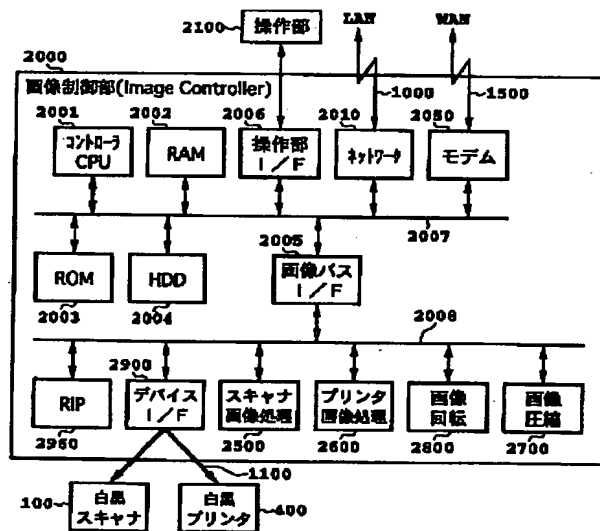 2100
操作部
LAN
WAN
2000
画像制御部(Image Controller)
1000
1500
2001
コントローラ
CPU
2002
RAM
2006
操作部
I/F
2010
ネットワーク
2050
モデム
2007
2005
画像バス
I/F
ROM
2003
HDD
2004
2008
RIP
2960
2900
デバイス
I/F
スキャナ
画像処理
2500
プリンタ
画像処理
2600
画像
回転
2800
画像
圧縮
2700
1100
100
白黒
スキャナ
白黒
プリンタ
400